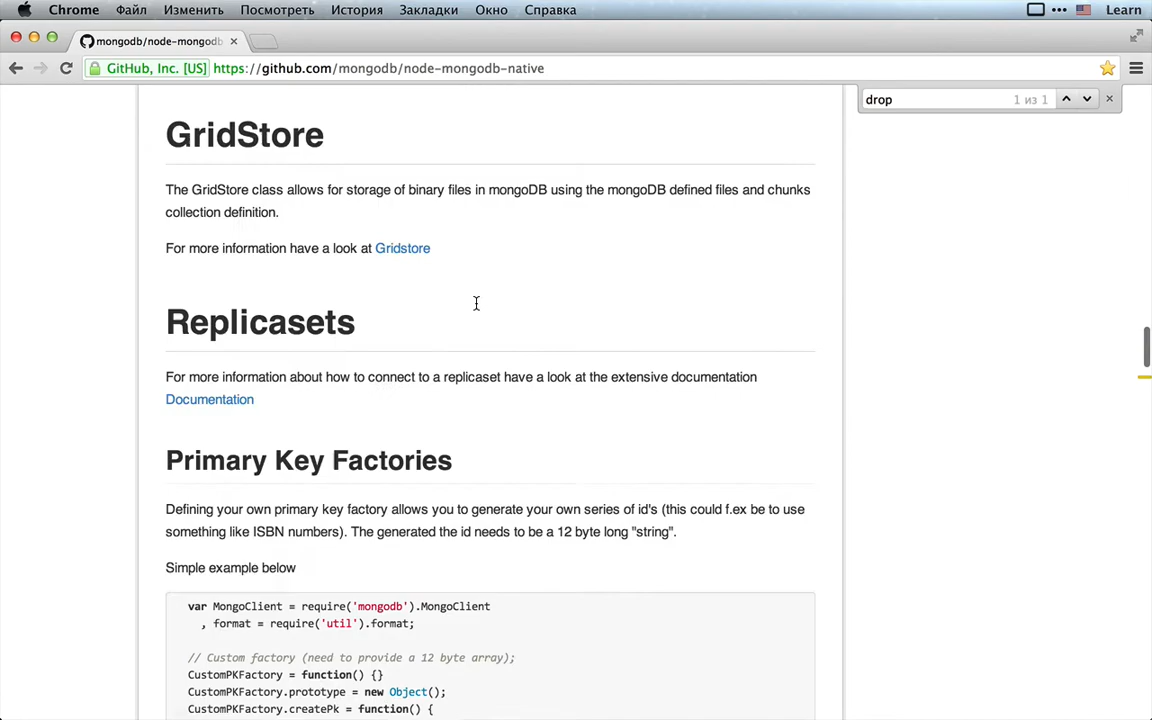 Chrome Файл Изменить Посмотреть История Закладки Окно Справка Learn
mongodb/node-mongodb
GitHub, Inc. [US] https://github.com/mongodb/node-mongodb-native
drop 1 из 1
GridStore
The GridStore class allows for storage of binary files in mongoDB using the mongoDB defined files and chunks
collection definition.
For more information have a look at Gridstore
Replicasets
For more information about how to connect to a replicaset have a look at the extensive documentation
Documentation
Primary Key Factories
Defining your own primary key factory allows you to generate your own series of id's (this could f.ex be to use
something like ISBN numbers). The generated the id needs to be a 12 byte long "string".
Simple example below
var MongoClient = require('mongodb').MongoClient
, format = require('util').format;
// Custom factory (need to provide a 12 byte array);
CustomPKFactory = function() {}
CustomPKFactory.prototype = new Object();
CustomPKFactory.createPk = function() {